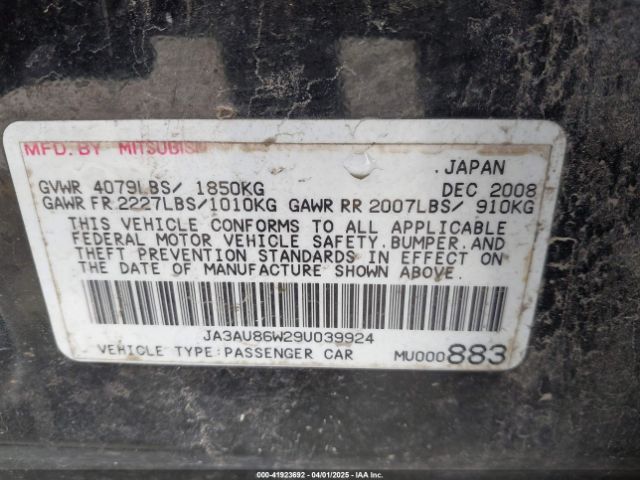 MFD. BY MITSUBIS
. JAPAN
GVWR 4079LBS/ 1850KG DEC 2008
GAWR FR 2227LBS/1010KG GAWR RR 2007LBS/ 910KG
THIS VEHICLE CONFORMS TO ALL APPLICABLE
FEDERAL MOTOR VEHICLE SAFETY. BUMPER. AND
THEFT PREVENTION STANDARDS IN EFFECT ON
THE DATE OF MANUFACTURE SHOWN ABOVE.
JA3AU86W29U039924
VEHICLE TYPE:PASSENGER CAR MU000883
000-41923692 - 04/01/2025 - IAA Inc.